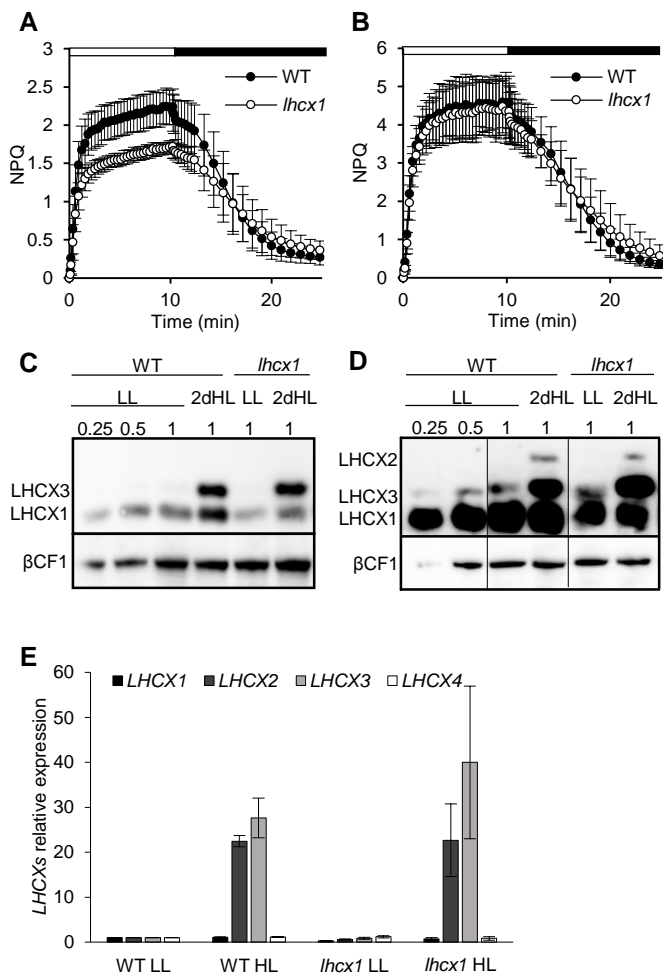 A
B
3
2.5
2
1.5
1
0.5
0
NPQ
WT
lhcx1
0 10 20
Time (min)
6
5
4
3
2
1
0
NPQ
WT
lhcx1
0 10 20
Time (min)
C
WT lhcx1
LL 2dHL LL 2dHL
0.25 0.5 1 1 1 1
LHCX3
LHCX1
βCF1
D
WT lhcx1
LL 2dHL LL 2dHL
0.25 0.5 1 1 1 1
LHCX2
LHCX3
LHCX1
βCF1
E
60
50
40
30
20
10
0
LHCXs relative expression
LHCX1 LHCX2 LHCX3 LHCX4
WT LL WT HL lhcx1 LL lhcx1 HL